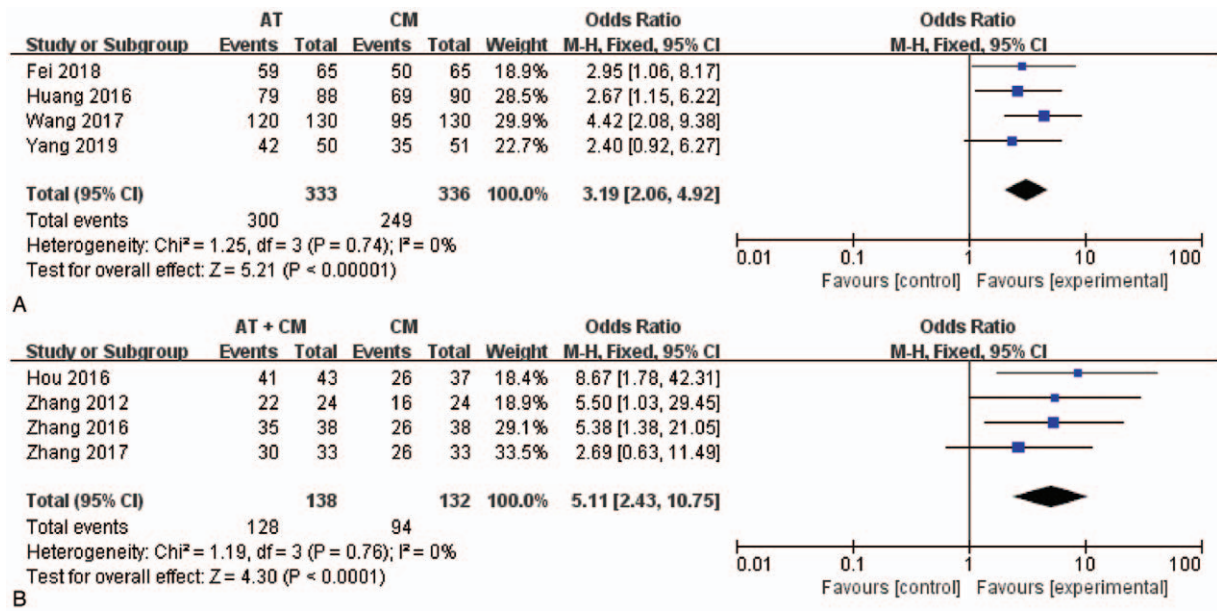 AT CM Odds Ratio Odds Ratio
Study or Subgroup Events Total Events Total Weight M-H, Fixed, 95% CI M-H, Fixed, 95% CI
Fei 2018 59 65 50 65 18.9% 2.95 [1.06, 8.17]
Huang 2016 79 88 69 90 28.5% 2.67 [1.15, 6.22]
Wang 2017 120 130 95 130 29.9% 4.42 [2.08, 9.38]
Yang 2019 42 50 35 51 22.7% 2.40 [0.92, 6.27]
Total (95% CI) 333 336 100.0% 3.19 [2.06, 4.92]
Total events 300 249
Heterogeneity: Chi² = 1.25, df = 3 (P = 0.74); I² = 0%
Test for overall effect: Z = 5.21 (P < 0.00001)
0.01 0.1 1 10 100
Favours [control] Favours [experimental]
A
AT + CM CM Odds Ratio Odds Ratio
Study or Subgroup Events Total Events Total Weight M-H, Fixed, 95% CI M-H, Fixed, 95% CI
Hou 2016 41 43 26 37 18.4% 8.67 [1.78, 42.31]
Zhang 2012 22 24 16 24 18.9% 5.50 [1.03, 29.45]
Zhang 2016 35 38 26 38 29.1% 5.38 [1.38, 21.05]
Zhang 2017 30 33 26 33 33.5% 2.69 [0.63, 11.49]
Total (95% CI) 138 132 100.0% 5.11 [2.43, 10.75]
Total events 128 94
Heterogeneity: Chi² = 1.19, df = 3 (P = 0.76); I² = 0%
Test for overall effect: Z = 4.30 (P < 0.0001)
0.01 0.1 1 10 100
Favours [control] Favours [experimental]
B